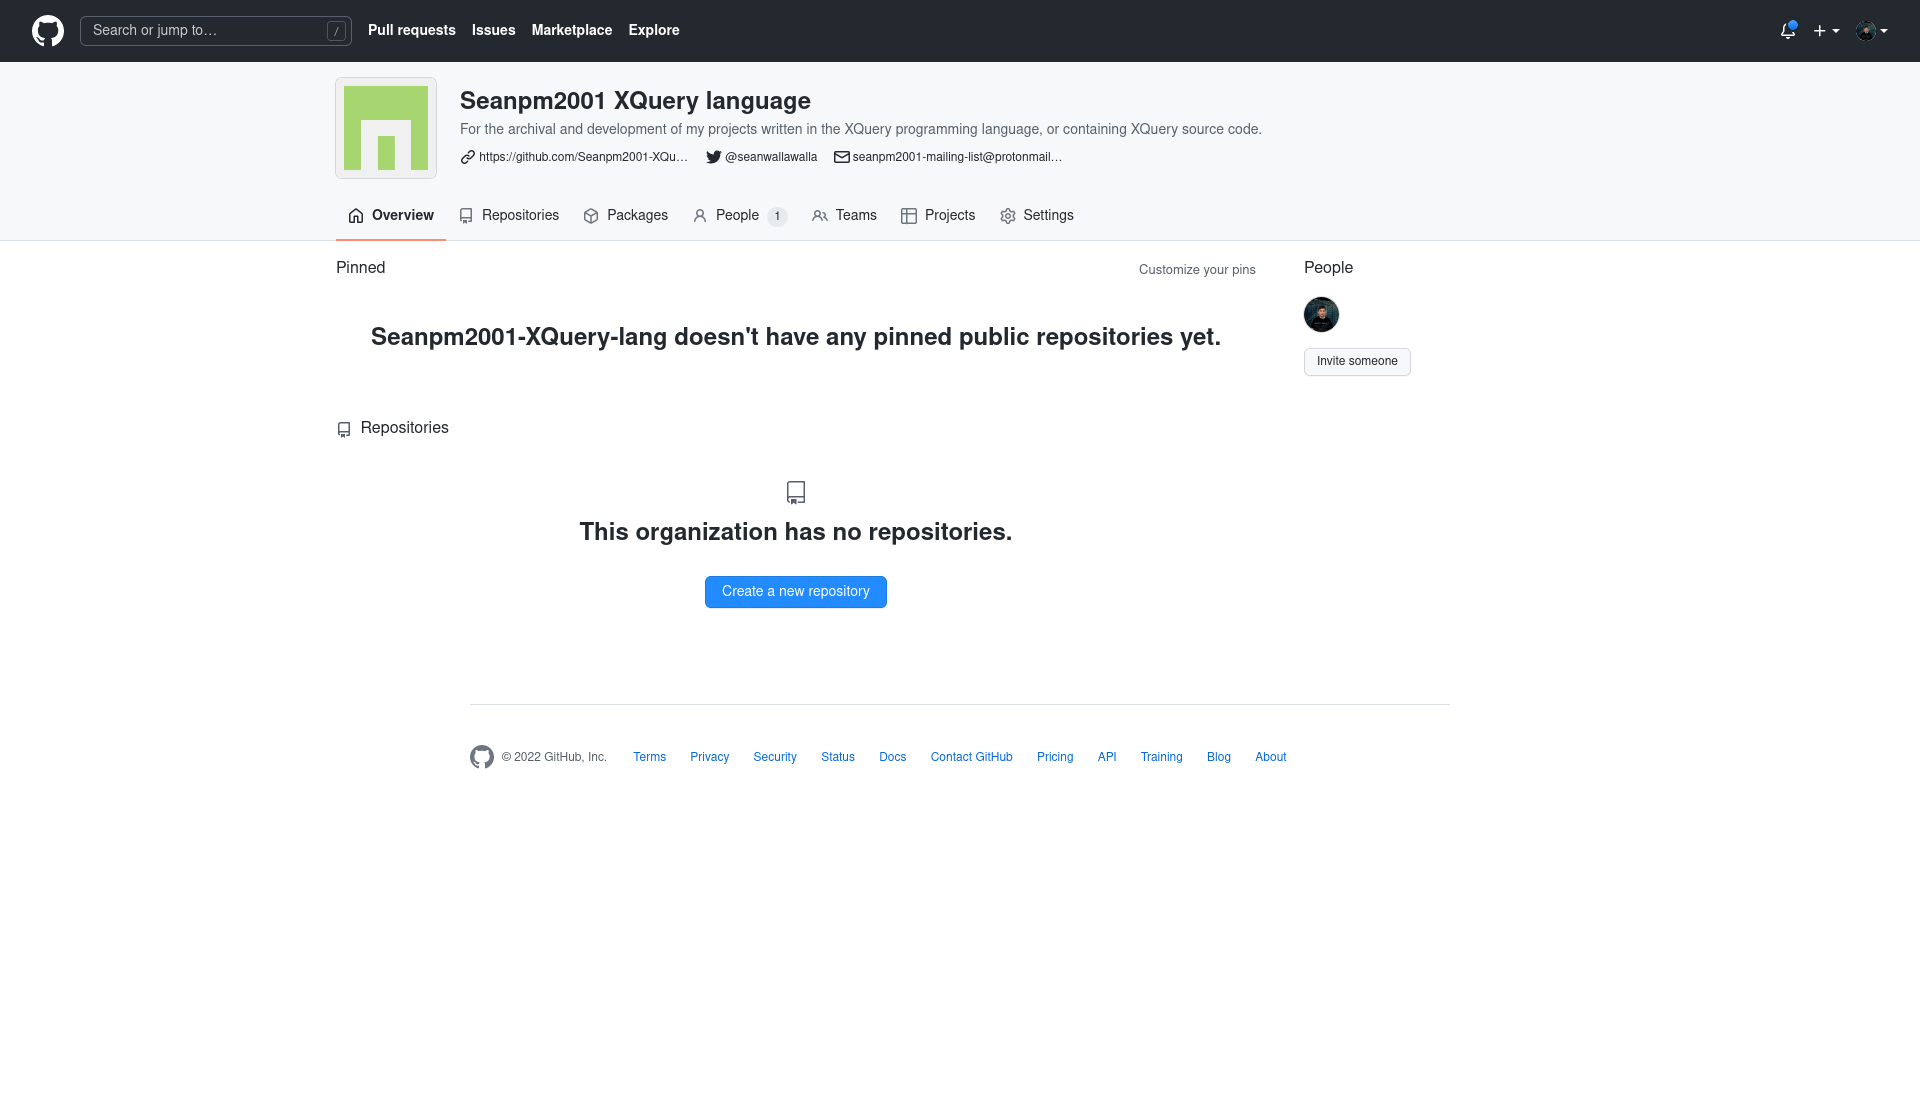 Search or jump to… / Pull requests Issues Marketplace Explore
Seanpm2001 XQuery language
For the archival and development of my projects written in the XQuery programming language, or containing XQuery source code.
https://github.com/Seanpm2001-XQu… @seanwallawalla seanpm2001-mailing-list@protonmail…
Overview Repositories Packages People 1 Teams Projects Settings
Pinned Customize your pins
Seanpm2001-XQuery-lang doesn't have any pinned public repositories yet.
People
Invite someone
Repositories
This organization has no repositories.
Create a new repository
© 2022 GitHub, Inc. Terms Privacy Security Status Docs Contact GitHub Pricing API Training Blog About